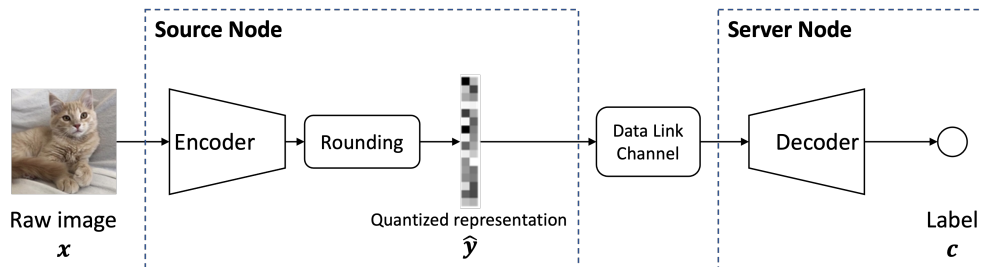 Source Node
Server Node
Encoder
Rounding
Data Link
Channel
Decoder
Raw image
x
Quantized representation
ŷ
Label
c